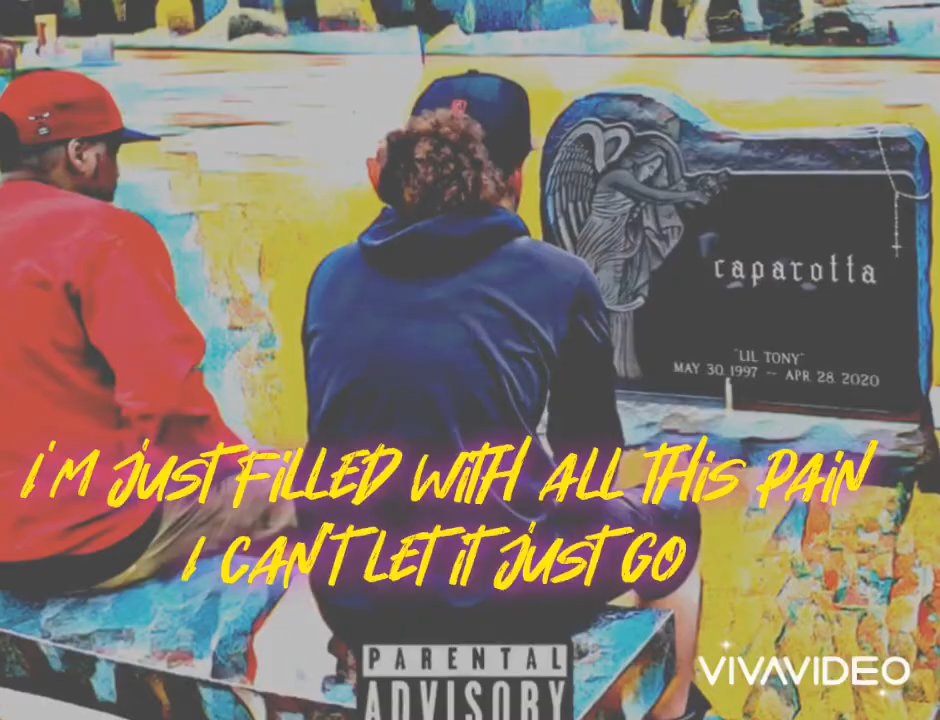 caparotta
"LIL TONY"
MAY 30, 1997 -- APR. 28, 2020
i'm just filled with all this pain
i can't let it just go
PARENTAL
ADVISORY
VIVAVIDEO